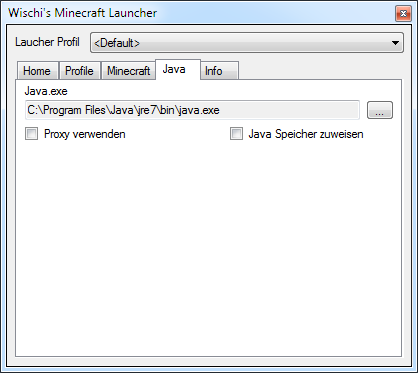 Wischi's Minecraft Launcher
Laucher Profil <Default>
Home Profile Minecraft Java Info
Java.exe
C:\Program Files\Java\jre7\bin\java.exe ...
Proxy verwenden Java Speicher zuweisen